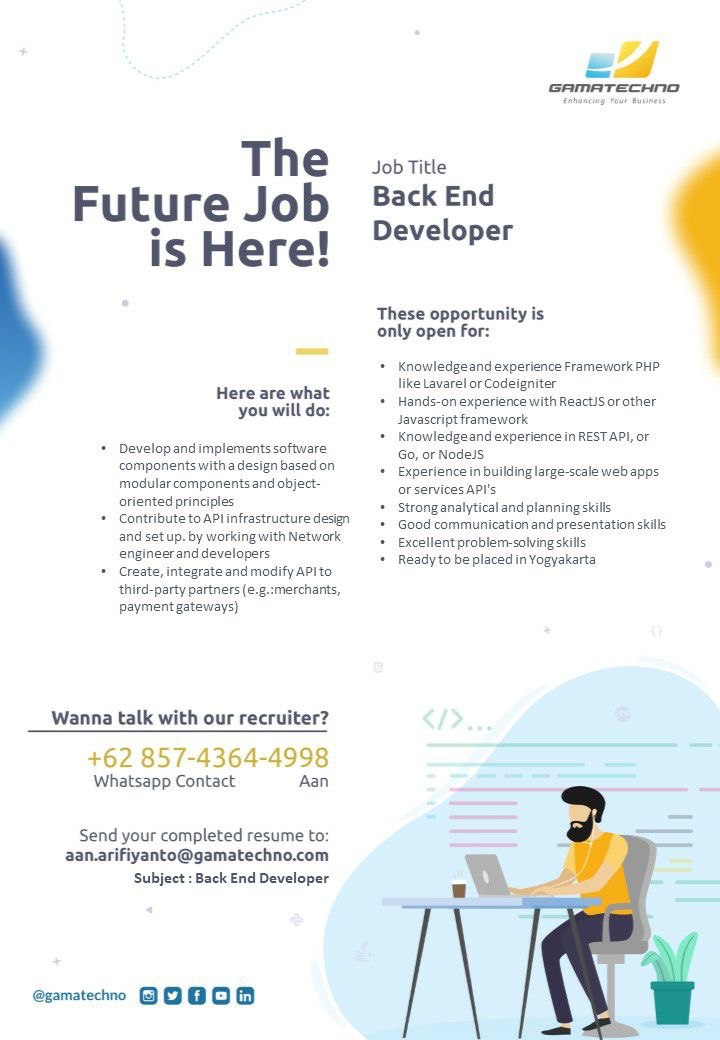 GAMATECHNO
Enhancing Your Business
The
Future Job
is Here!
Job Title
Back End
Developer
Here are what
you will do:
• Develop and implements software
components with a design based on
modular components and object-
oriented principles
• Contribute to API infrastructure design
and set up. by working with Network
engineer and developers
• Create, integrate and modify API to
third-party partners (e.g.:merchants,
payment gateways)
These opportunity is
only open for:
• Knowledge and experience Framework PHP
like Lavarel or Codeigniter
• Hands-on experience with ReactJS or other
Javascript framework
• Knowledge and experience in REST API, or
Go, or NodeJS
• Experience in building large-scale web apps
or services API's
• Strong analytical and planning skills
• Good communication and presentation skills
• Excellent problem-solving skills
• Ready to be placed in Yogyakarta
Wanna talk with our recruiter?
+62 857-4364-4998
Whatsapp Contact Aan
Send your completed resume to:
aan.arifiyanto@gamatechno.com
Subject : Back End Developer
</>...
@gamatechno